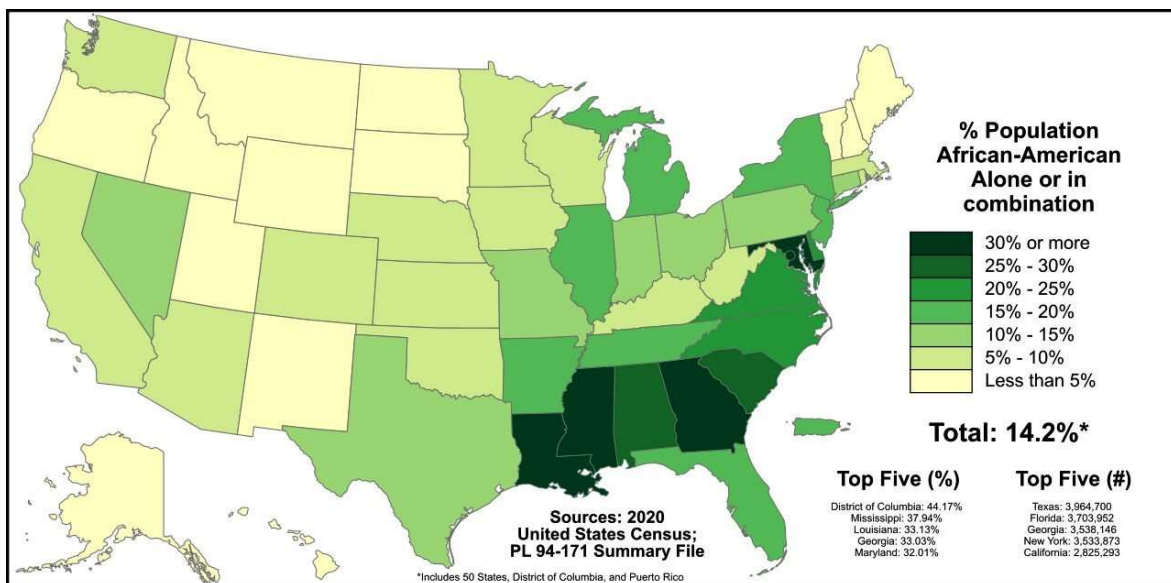 % Population
African-American
Alone or in
combination
30% or more
25% - 30%
20% - 25%
15% - 20%
10% - 15%
5% - 10%
Less than 5%
Total: 14.2%*
Top Five (%)
District of Columbia: 44.17%
Mississippi: 37.94%
Louisiana: 33.13%
Georgia: 33.03%
Maryland: 32.01%
Top Five (#)
Texas: 3,964,700
Florida: 3,703,952
Georgia: 3,538,146
New York: 3,533,873
California: 2,825,293
Sources: 2020
United States Census;
PL 94-171 Summary File
*Includes 50 States, District of Columbia, and Puerto Rico